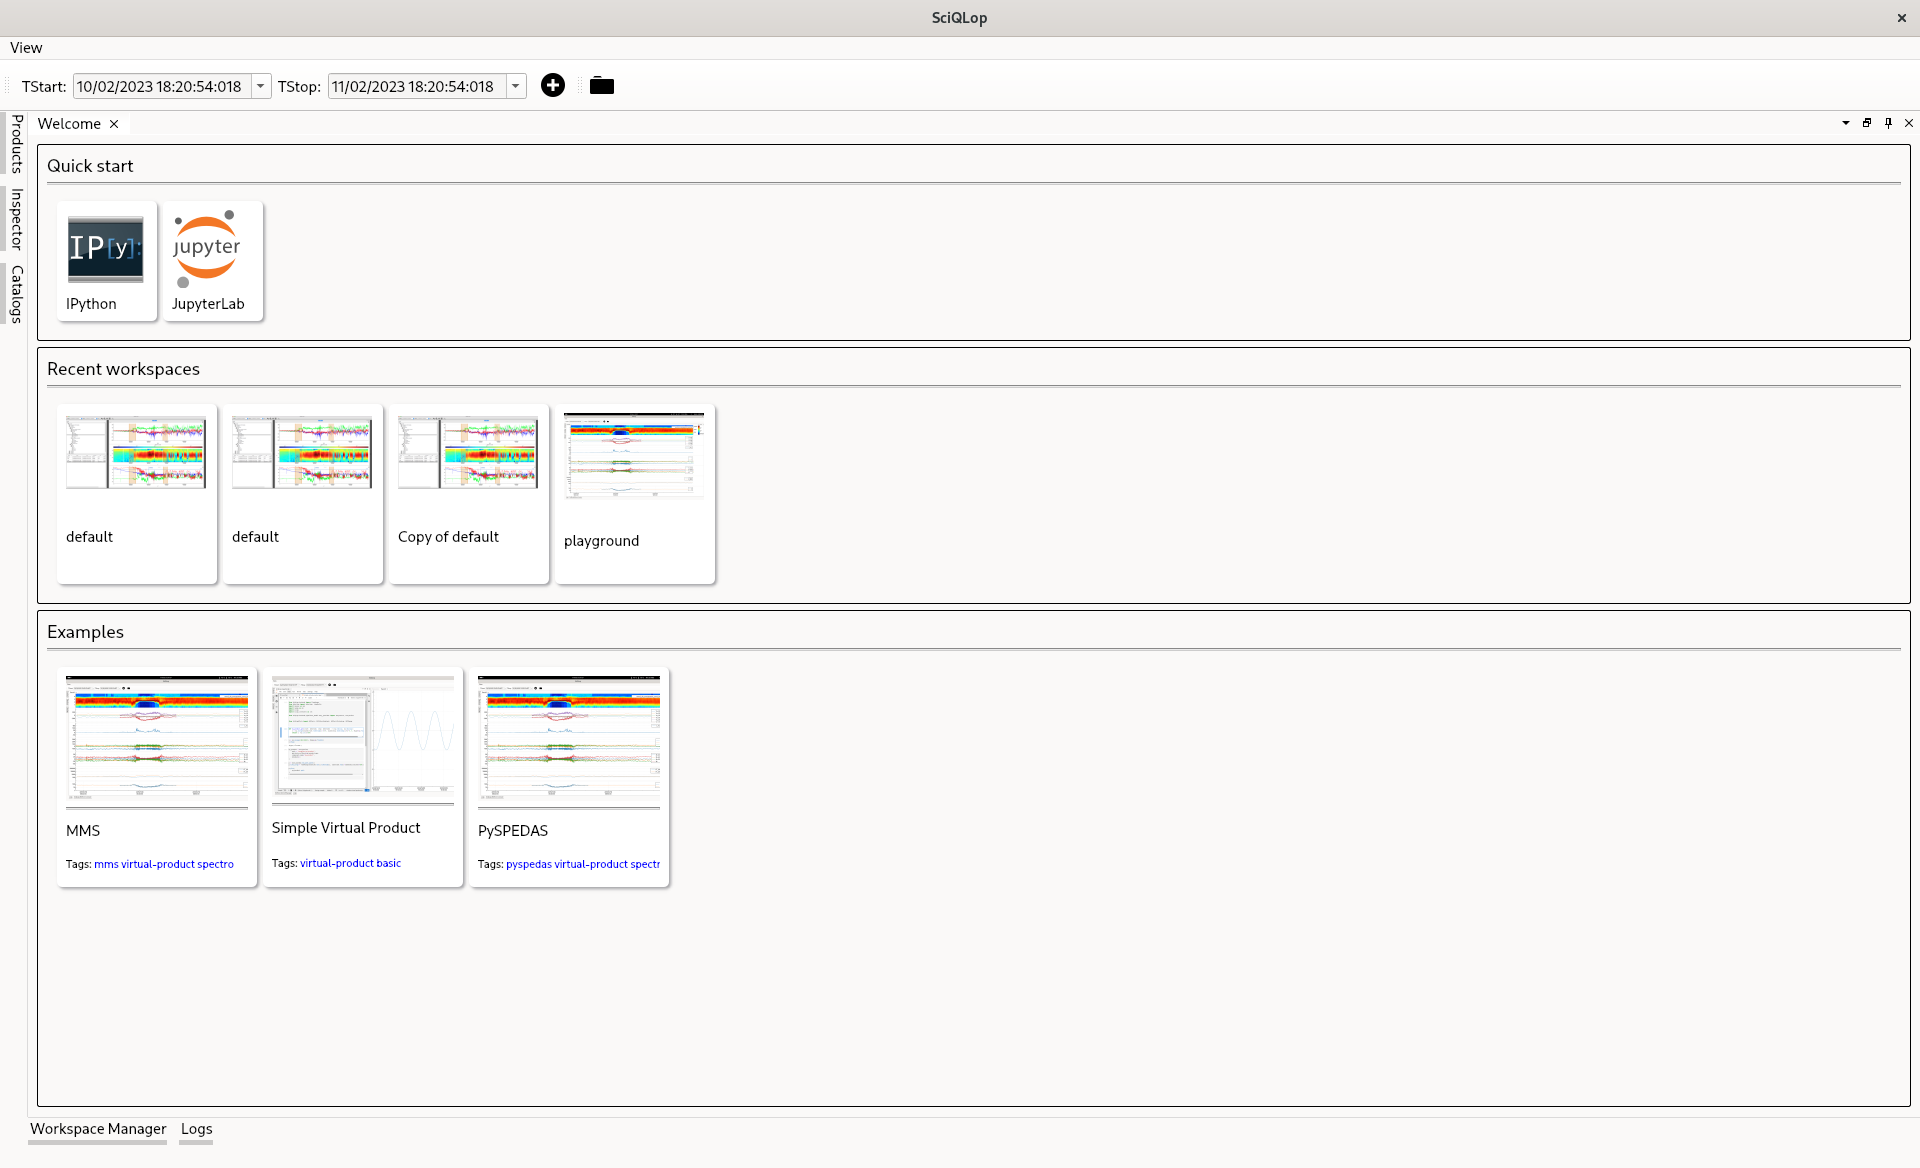 SciQLop
View
TStart: 10/02/2023 18:20:54:018 TStop: 11/02/2023 18:20:54:018
Products
Inspector
Catalogs
Welcome
Quick start
IP[y]:
IPython
jupyter
JupyterLab
Recent workspaces
default
default
Copy of default
playground
Examples
MMS
Tags: mms virtual-product spectro
Simple Virtual Product
Tags: virtual-product basic
PySPEDAS
Tags: pyspedas virtual-product spectr
Workspace Manager
Logs